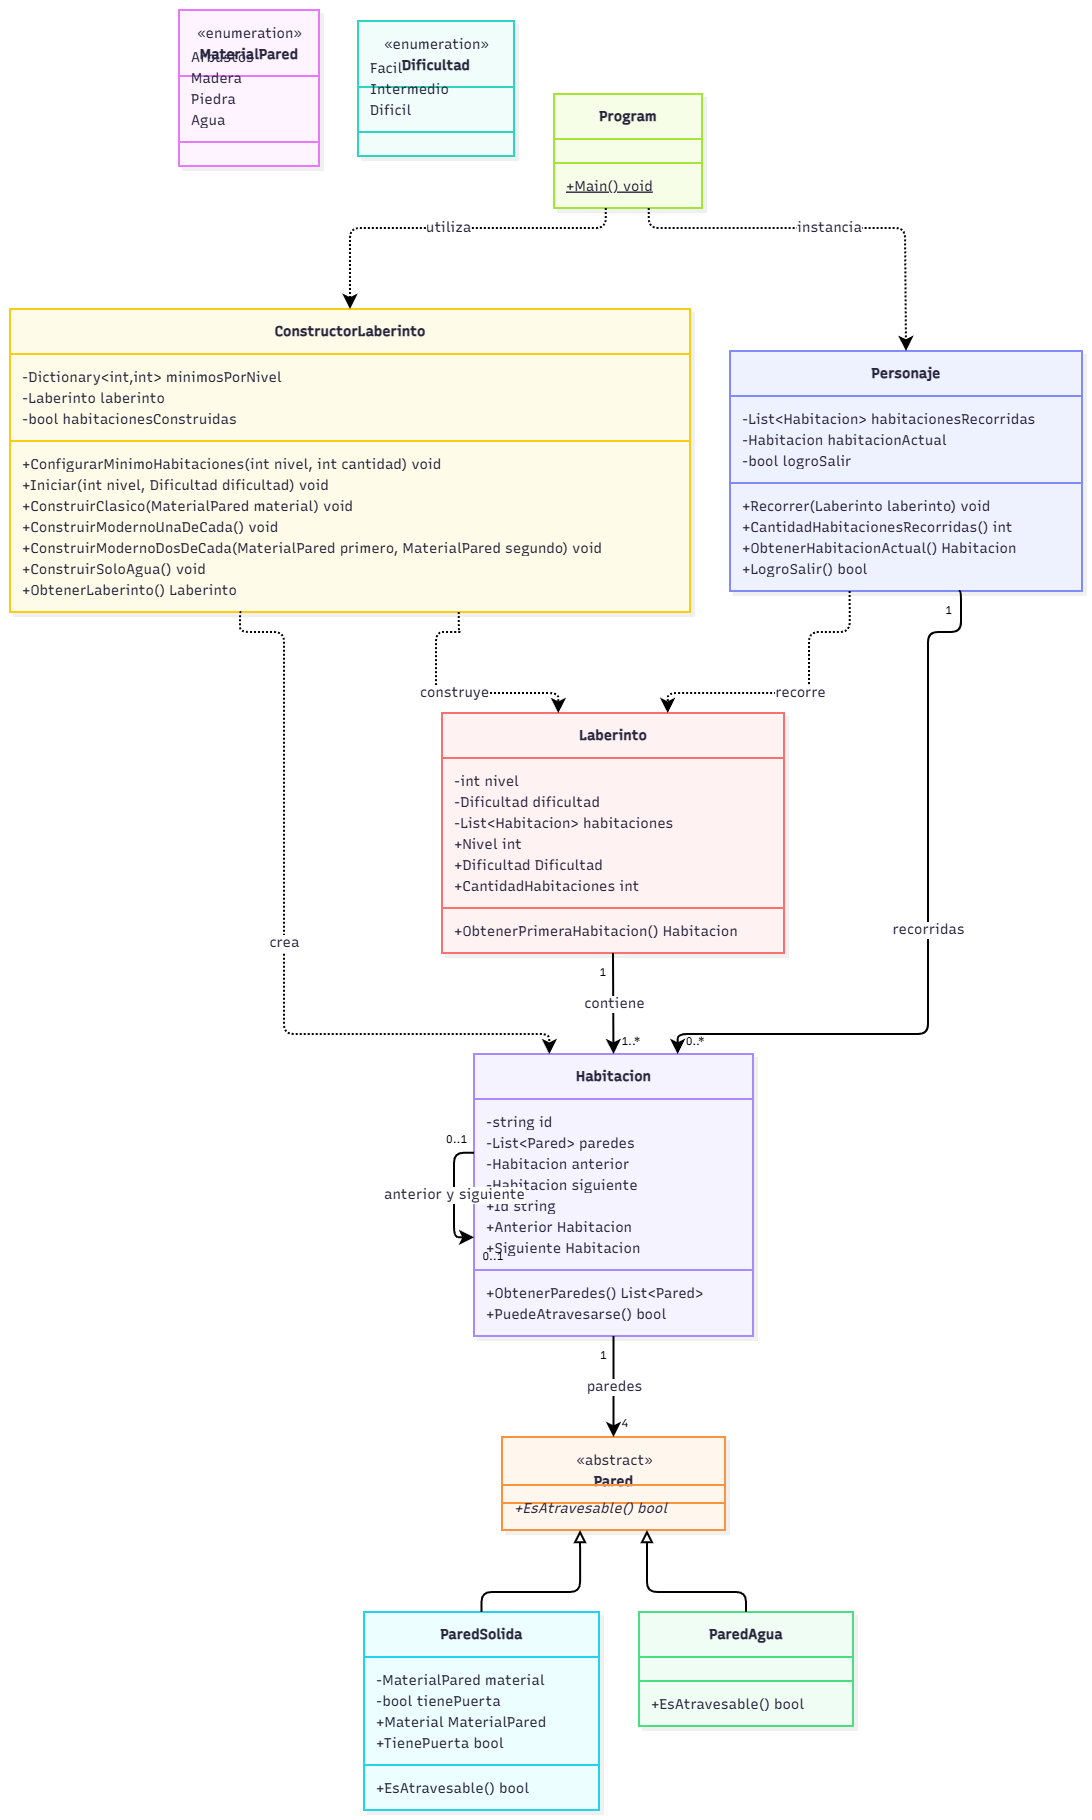 «enumeration»
MaterialPared
Arbustos
Madera
Piedra
Agua
«enumeration»
Dificultad
Facil
Intermedio
Dificil
Program
+Main() void
utiliza
instancia
ConstructorLaberinto
-Dictionary<int,int> minimosPorNivel
-Laberinto laberinto
-bool habitacionesConstruidas
+ConfigurarMinimoHabitaciones(int nivel, int cantidad) void
+Iniciar(int nivel, Dificultad dificultad) void
+ConstruirClasico(MaterialPared material) void
+ConstruirModernoUnaDeCada() void
+ConstruirModernoDosDeCada(MaterialPared primero, MaterialPared segundo) void
+ConstruirSoloAgua() void
+ObtenerLaberinto() Laberinto
Personaje
-List<Habitacion> habitacionesRecorridas
-Habitacion habitacionActual
-bool logroSalir
+Recorrer(Laberinto laberinto) void
+CantidadHabitacionesRecorridas() int
+ObtenerHabitacionActual() Habitacion
+LogroSalir() bool
1
construye
recorre
Laberinto
-int nivel
-Dificultad dificultad
-List<Habitacion> habitaciones
+Nivel int
+Dificultad Dificultad
+CantidadHabitaciones int
+ObtenerPrimeraHabitacion() Habitacion
recorridas
crea
1
contiene
1..*
0..*
Habitacion
-string id
-List<Pared> paredes
-Habitacion anterior
-Habitacion siguiente
+Id string
+Anterior Habitacion
+Siguiente Habitacion
+ObtenerParedes() List<Pared>
+PuedeAtravesarse() bool
0..1
anterior y siguiente
0..1
1
paredes
4
«abstract»
Pared
+EsAtravesable() bool
ParedSolida
-MaterialPared material
-bool tienePuerta
+Material MaterialPared
+TienePuerta bool
+EsAtravesable() bool
ParedAgua
+EsAtravesable() bool